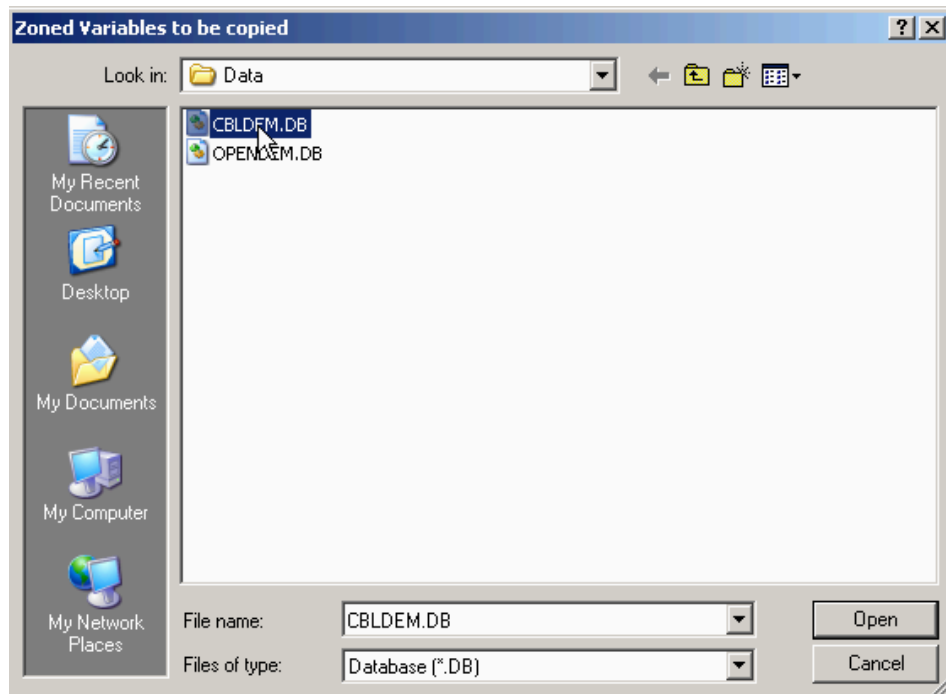 Zoned Variables to be copied
Look in: Data
CBLDEM.DB
OPENDEM.DB
My Recent
Documents
Desktop
My Documents
My Computer
My Network
Places
File name: CBLDEM.DB Open
Files of type: Database (*.DB) Cancel